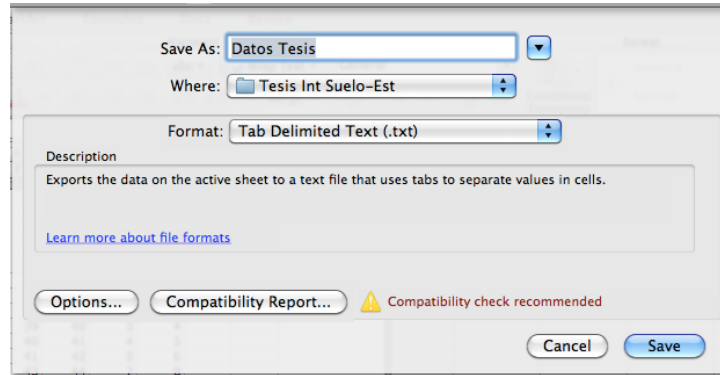 Save As: Datos Tesis
Where: Tesis Int Suelo-Est
Format: Tab Delimited Text (.txt)
Description
Exports the data on the active sheet to a text file that uses tabs to separate values in cells.
Learn more about file formats
Options... Compatibility Report... Compatibility check recommended
Cancel Save